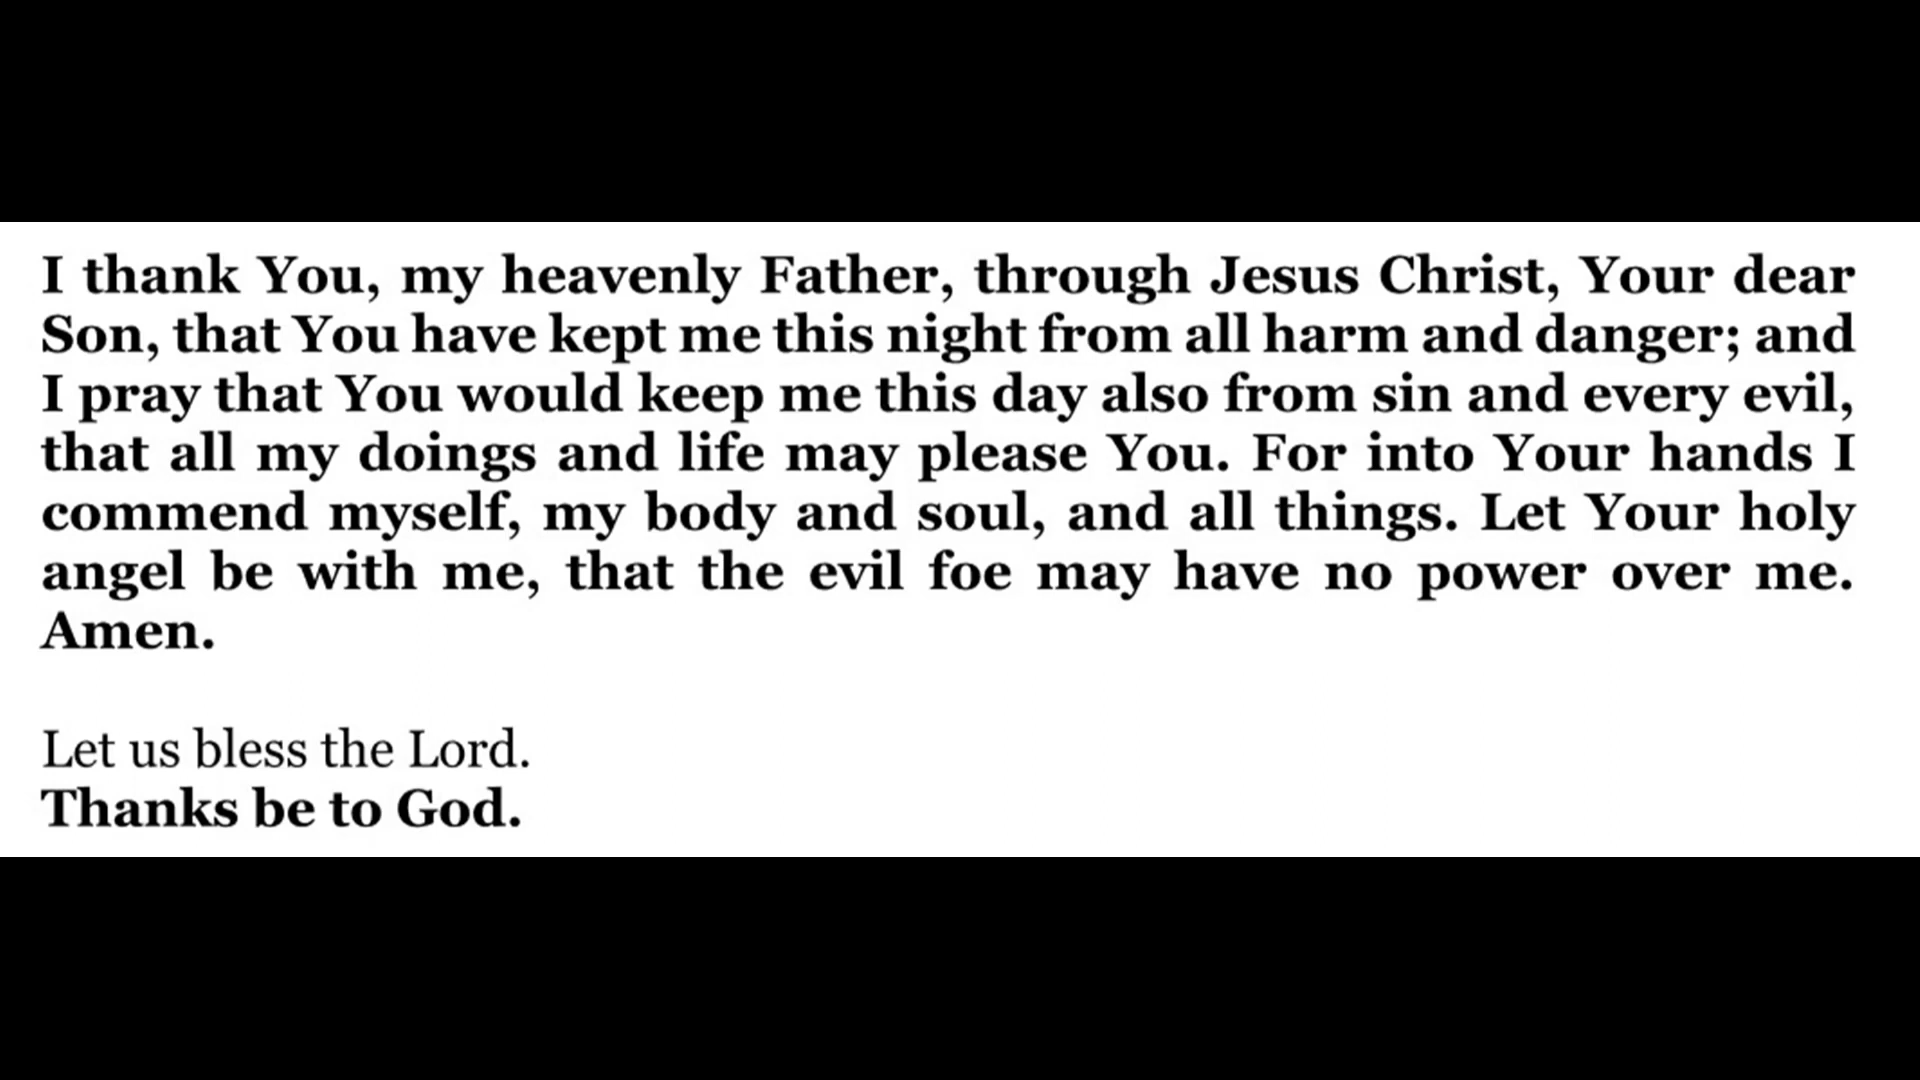 I thank You, my heavenly Father, through Jesus Christ, Your dear
Son, that You have kept me this night from all harm and danger; and
I pray that You would keep me this day also from sin and every evil,
that all my doings and life may please You. For into Your hands I
commend myself, my body and soul, and all things. Let Your holy
angel be with me, that the evil foe may have no power over me.
Amen.
Let us bless the Lord.
Thanks be to God.